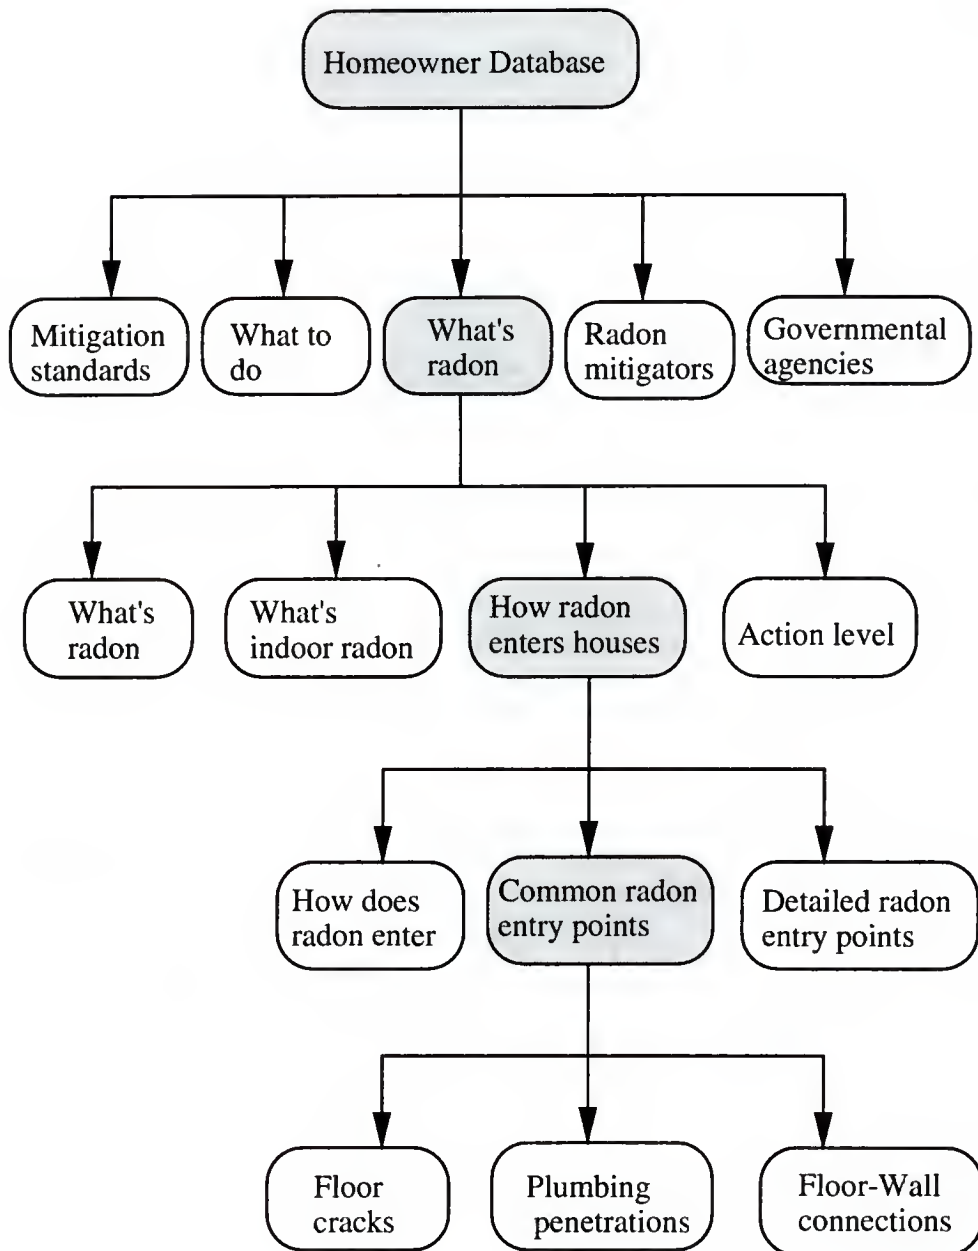 Homeowner Database
Mitigation
standards
What to
do
What's
radon
Radon
mitigators
Governmental
agencies
What's
radon
What's
indoor radon
How radon
enters houses
Action level
How does
radon enter
Common radon
entry points
Detailed radon
entry points
Floor
cracks
Plumbing
penetrations
Floor-Wall
connections